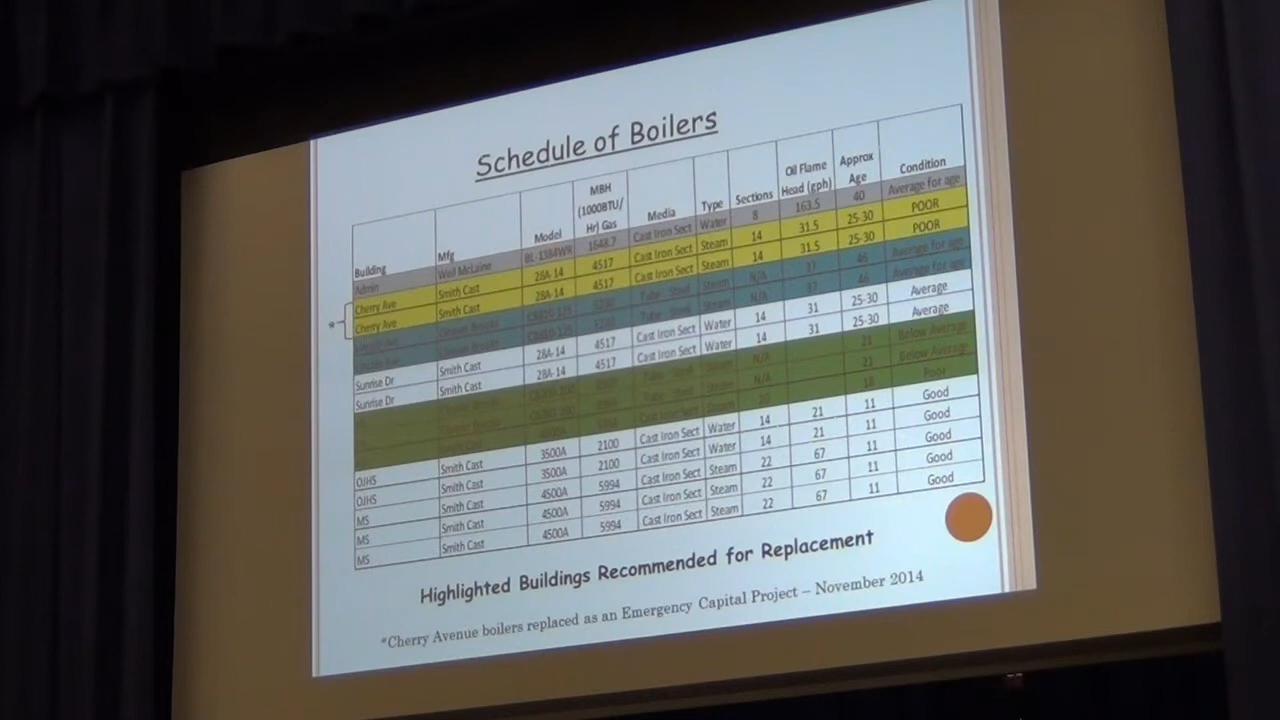 Schedule of Boilers
Building Mfg Model MBH (1000BTU/ Hr) Gas Media Type Sections Oil Flame Head (gph) Approx Age Condition
Admin Weil McLaine BL-1384WR 1648.7 Cast Iron Sect Water 8 163.5 40 Average for age
Cherry Ave Smith Cast 28A-14 4517 Cast Iron Sect Steam 14 31.5 25-30 POOR
Cherry Ave Smith Cast 28A-14 4517 Cast Iron Sect Steam 14 31.5 25-30 POOR
N/A 37 46 Average for age
N/A 37 46 Average for age
Sunrise Dr Smith Cast 28A-14 4517 Cast Iron Sect Water 14 31 25-30 Average
Sunrise Dr Smith Cast 28A-14 4517 Cast Iron Sect Water 14 31 25-30 Average
N/A 21 Below Average
N/A 21 Below Average
Poor
OJHS Smith Cast 3500A 2100 Cast Iron Sect Water 14 21 11 Good
OJHS Smith Cast 3500A 2100 Cast Iron Sect Water 14 21 11 Good
MS Smith Cast 4500A 5994 Cast Iron Sect Steam 22 67 11 Good
MS Smith Cast 4500A 5994 Cast Iron Sect Steam 22 67 11 Good
MS Smith Cast 4500A 5994 Cast Iron Sect Steam 22 67 11 Good
*
Highlighted Buildings Recommended for Replacement
*Cherry Avenue boilers replaced as an Emergency Capital Project – November 2014